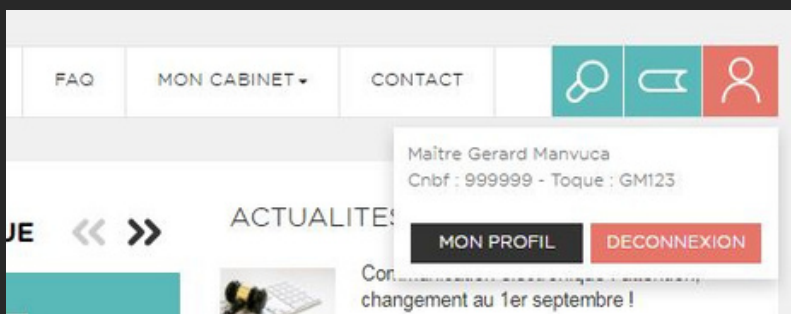 FAQ
MON CABINET
CONTACT
Maître Gerard Manvuca
Cnbf : 999999 - Toque : GM123
MON PROFIL
DECONNEXION
UE
ACTUALITES
changement au 1er septembre !